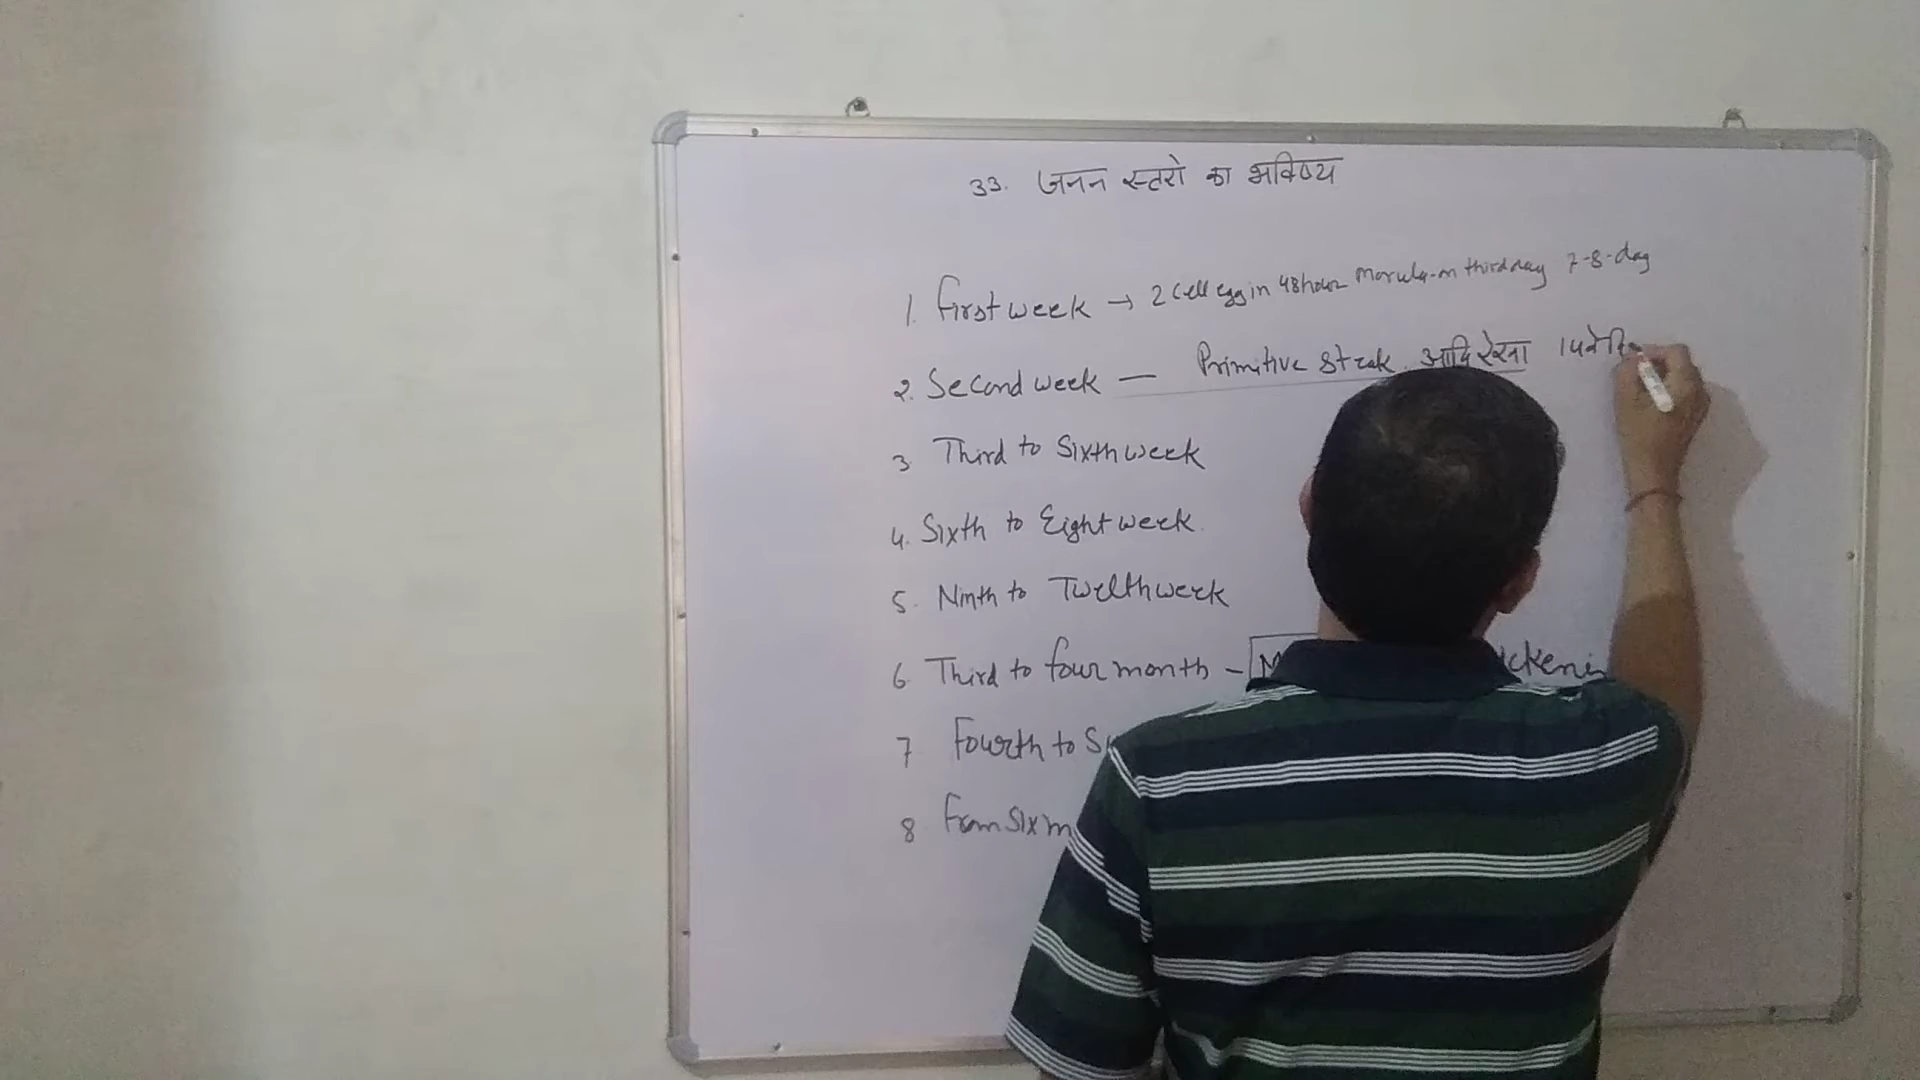 33. जनन स्तरो का भविष्य
1. First week → 2 Cell egg in 48 hour Morula-on third day 7-8-day
2. Second week — Primitive Streak. आदि रेखा 14वे
3 Third to Sixth week
4. Sixth to Eight week.
5. Ninth to Twelth week
6 Third to four month -
7 Fourth to
8 From Six